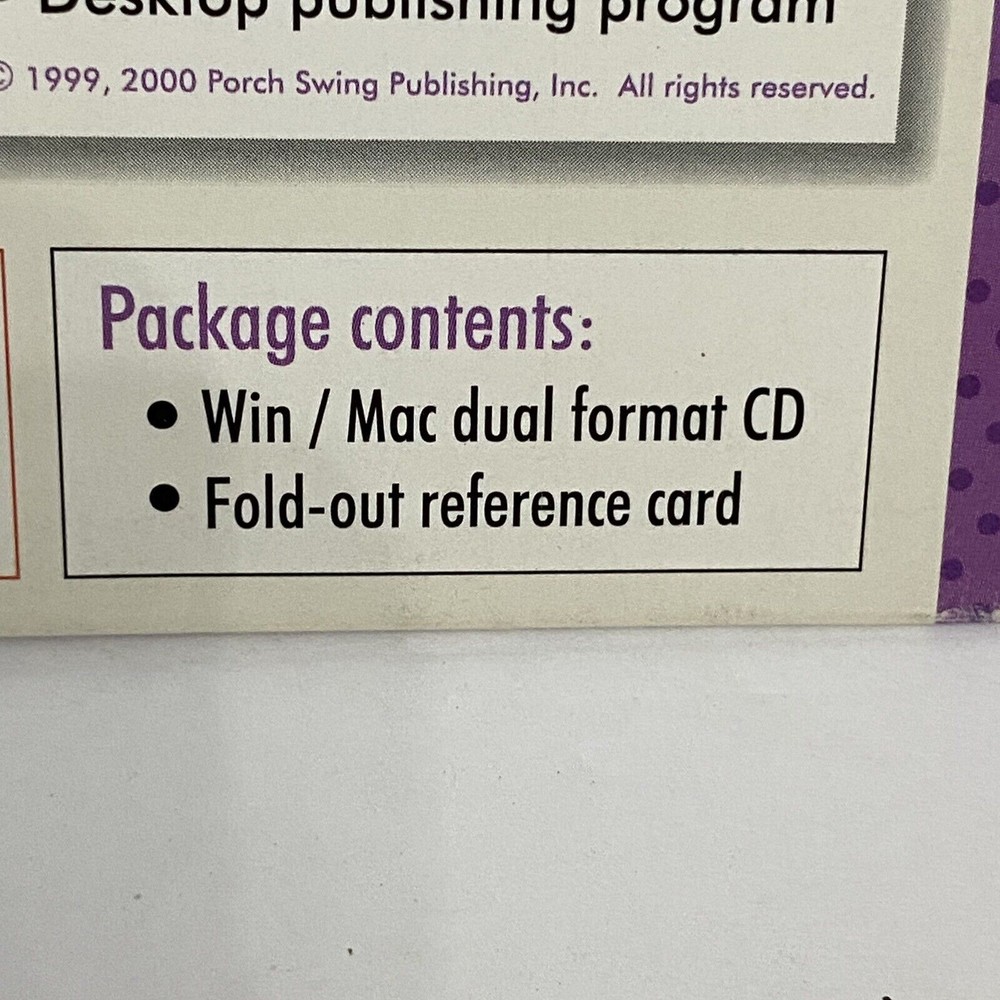 Desktop publishing program
© 1999, 2000 Porch Swing Publishing, Inc. All rights reserved.
Package contents:
• Win / Mac dual format CD
• Fold-out reference card